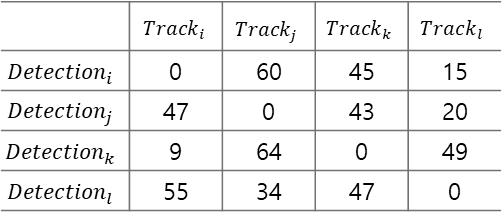 Track_i Track_j Track_k Track_l
Detection_i 0 60 45 15
Detection_j 47 0 43 20
Detection_k 9 64 0 49
Detection_l 55 34 47 0